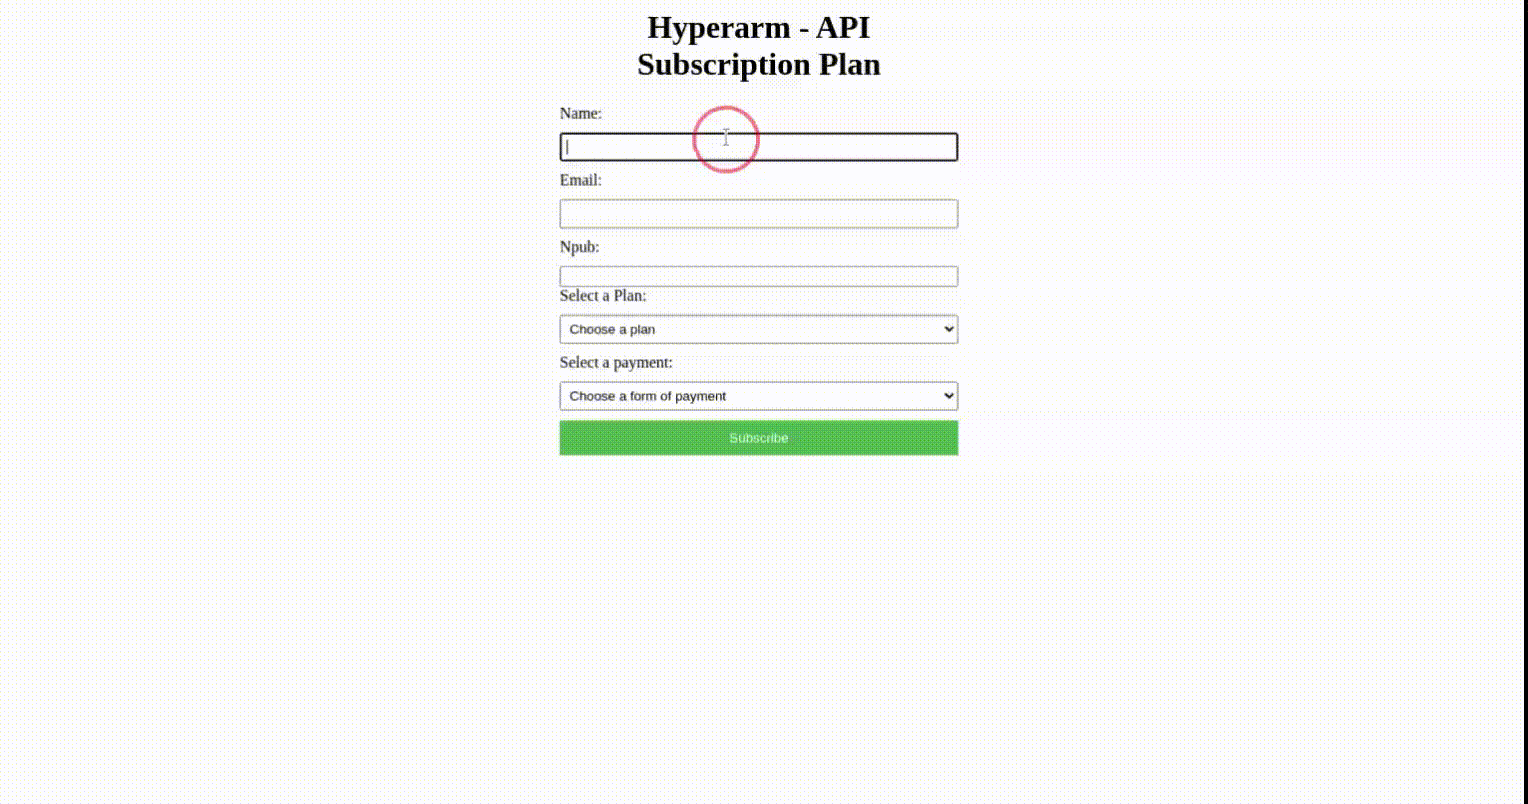 Hyperarm - API
Subscription Plan
Name:
Email:
Npub:
Select a Plan:
Choose a plan
Select a payment:
Choose a form of payment
Subscribe